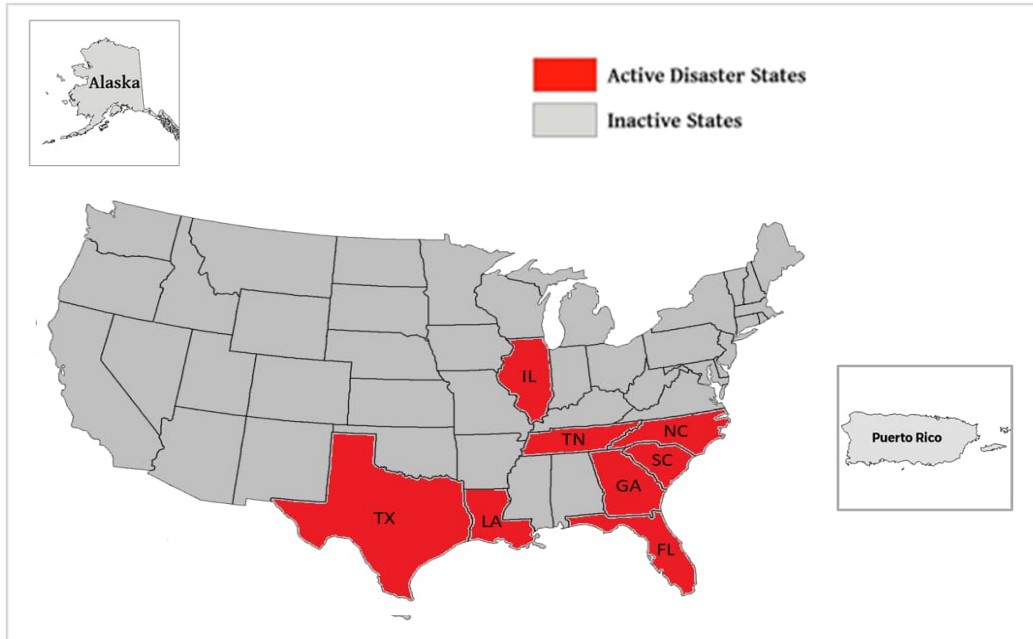 Alaska
Active Disaster States
Inactive States
IL
TN
NC
SC
GA
TX
LA
FL
Puerto Rico